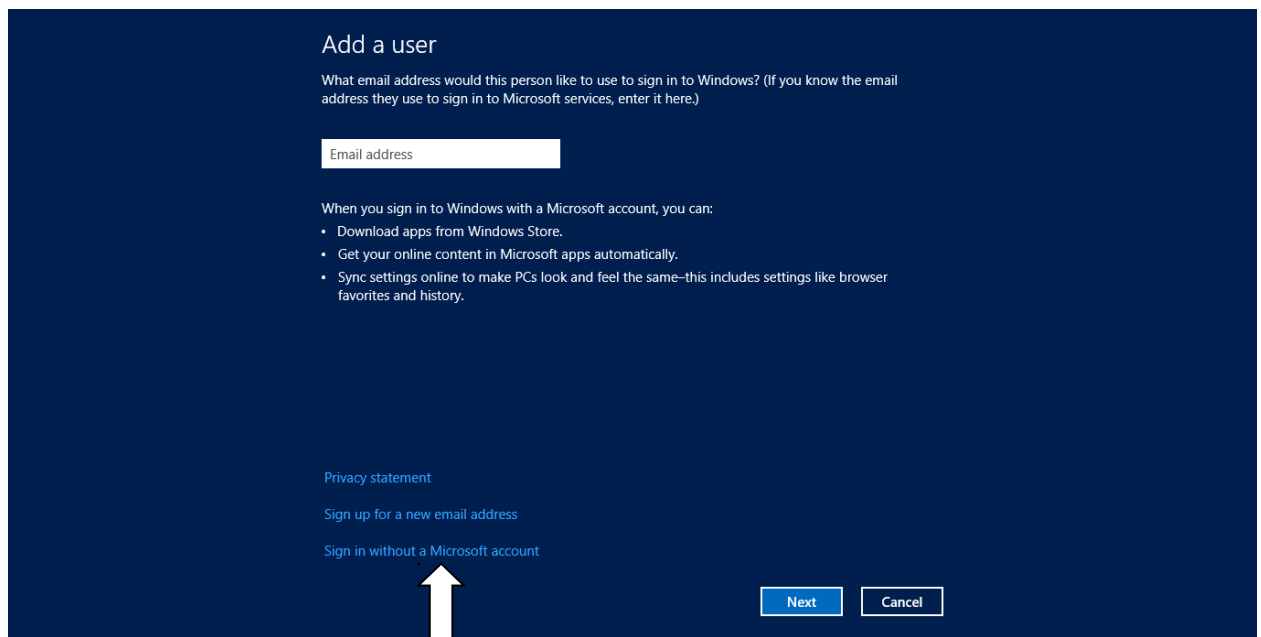 Add a user
What email address would this person like to use to sign in to Windows? (If you know the email
address they use to sign in to Microsoft services, enter it here.)
Email address
When you sign in to Windows with a Microsoft account, you can:
• Download apps from Windows Store.
• Get your online content in Microsoft apps automatically.
• Sync settings online to make PCs look and feel the same–this includes settings like browser
favorites and history.
Privacy statement
Sign up for a new email address
Sign in without a Microsoft account
Next Cancel